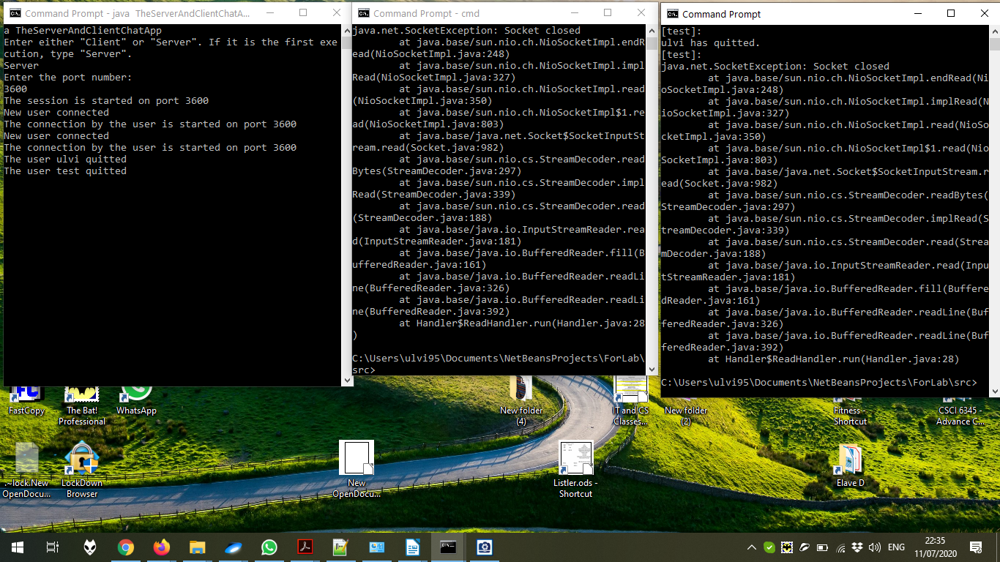 Command Prompt - java  TheServerAndClientChatA...
a TheServerAndClientChatApp
Enter either "Client" or "Server". If it is the first exe
cution, type "Server".
Server
Enter the port number:
3600
The session is started on port 3600
New user connected
The connection by the user is started on port 3600
New user connected
The connection by the user is started on port 3600
The user ulvi quitted
The user test quitted
Command Prompt - cmd
java.net.SocketException: Socket closed
at java.base/sun.nio.ch.NioSocketImpl.endR
ead(NioSocketImpl.java:248)
at java.base/sun.nio.ch.NioSocketImpl.impl
Read(NioSocketImpl.java:327)
at java.base/sun.nio.ch.NioSocketImpl.read
(NioSocketImpl.java:350)
at java.base/sun.nio.ch.NioSocketImpl$1.re
ad(NioSocketImpl.java:803)
at java.base/java.net.Socket$SocketInputSt
ream.read(Socket.java:982)
at java.base/sun.nio.cs.StreamDecoder.read
Bytes(StreamDecoder.java:297)
at java.base/sun.nio.cs.StreamDecoder.impl
Read(StreamDecoder.java:339)
at java.base/sun.nio.cs.StreamDecoder.read
(StreamDecoder.java:188)
at java.base/java.io.InputStreamReader.rea
d(InputStreamReader.java:181)
at java.base/java.io.BufferedReader.fill(B
ufferedReader.java:161)
at java.base/java.io.BufferedReader.readLi
ne(BufferedReader.java:326)
at java.base/java.io.BufferedReader.readLi
ne(BufferedReader.java:392)
at Handler$ReadHandler.run(Handler.java:28
)
C:\Users\ulvi95\Documents\NetBeansProjects\ForLab\
src>
Command Prompt
[test]:
ulvi has quitted.
[test]:
java.net.SocketException: Socket closed
at java.base/sun.nio.ch.NioSocketImpl.endRead(Ni
oSocketImpl.java:248)
at java.base/sun.nio.ch.NioSocketImpl.implRead(N
ioSocketImpl.java:327)
at java.base/sun.nio.ch.NioSocketImpl.read(NioSo
cketImpl.java:350)
at java.base/sun.nio.ch.NioSocketImpl$1.read(Nio
SocketImpl.java:803)
at java.base/java.net.Socket$SocketInputStream.r
ead(Socket.java:982)
at java.base/sun.nio.cs.StreamDecoder.readBytes(
StreamDecoder.java:297)
at java.base/sun.nio.cs.StreamDecoder.implRead(S
treamDecoder.java:339)
at java.base/sun.nio.cs.StreamDecoder.read(Strea
mDecoder.java:188)
at java.base/java.io.InputStreamReader.read(Inpu
tStreamReader.java:181)
at java.base/java.io.BufferedReader.fill(Buffere
dReader.java:161)
at java.base/java.io.BufferedReader.readLine(Buf
feredReader.java:326)
at java.base/java.io.BufferedReader.readLine(Buf
feredReader.java:392)
at Handler$ReadHandler.run(Handler.java:28)
C:\Users\ulvi95\Documents\NetBeansProjects\ForLab\src>
FastCopy
The Bat!
Professional
WhatsApp
New folder
(4)
IT and CS
Classes...
New folder
(2)
Fitness -
Shortcut
CSCI 6345 -
Advance C...
.~lock.New
OpenDocu...
LockDown
Browser
New
OpenDocu...
Listler.ods -
Shortcut
Elave D
ENG
22:35
11/07/2020